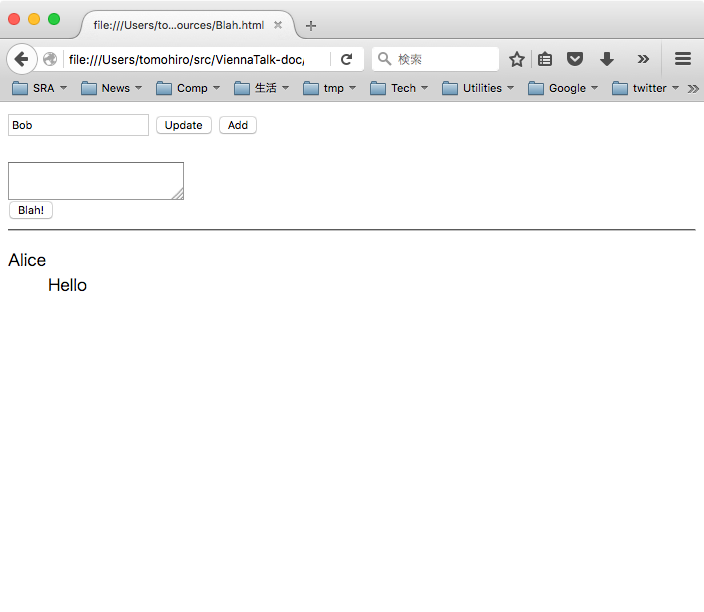 file:///Users/to...ources/Blah.html
file:///Users/tomohiro/src/ViennaTalk-doc/
検索
SRA News Comp 生活 tmp Tech Utilities Google twitter
Bob Update Add
Blah!
Alice
Hello